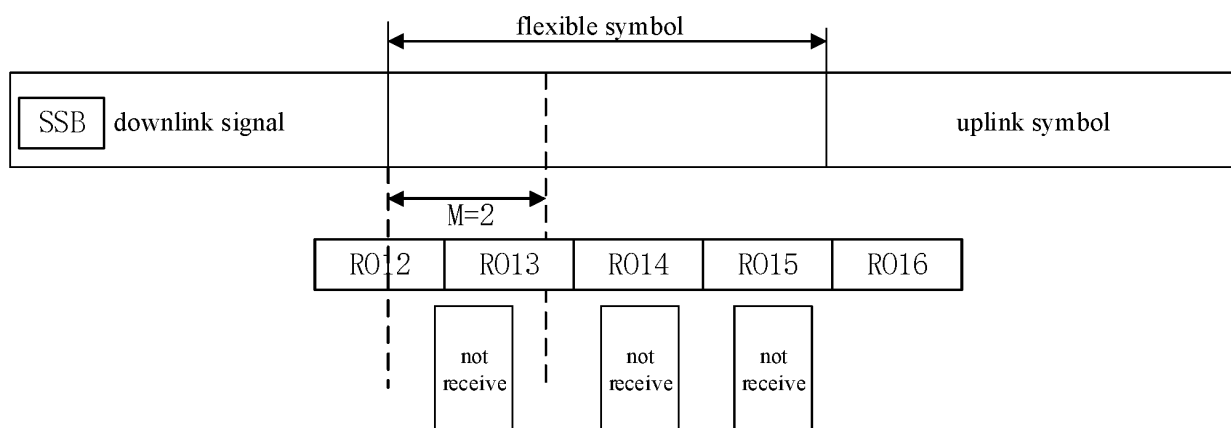 flexible symbol
SSB downlink signal uplink symbol
M=2
RO12 RO13 RO14 RO15 RO16
not not not
receive receive receive